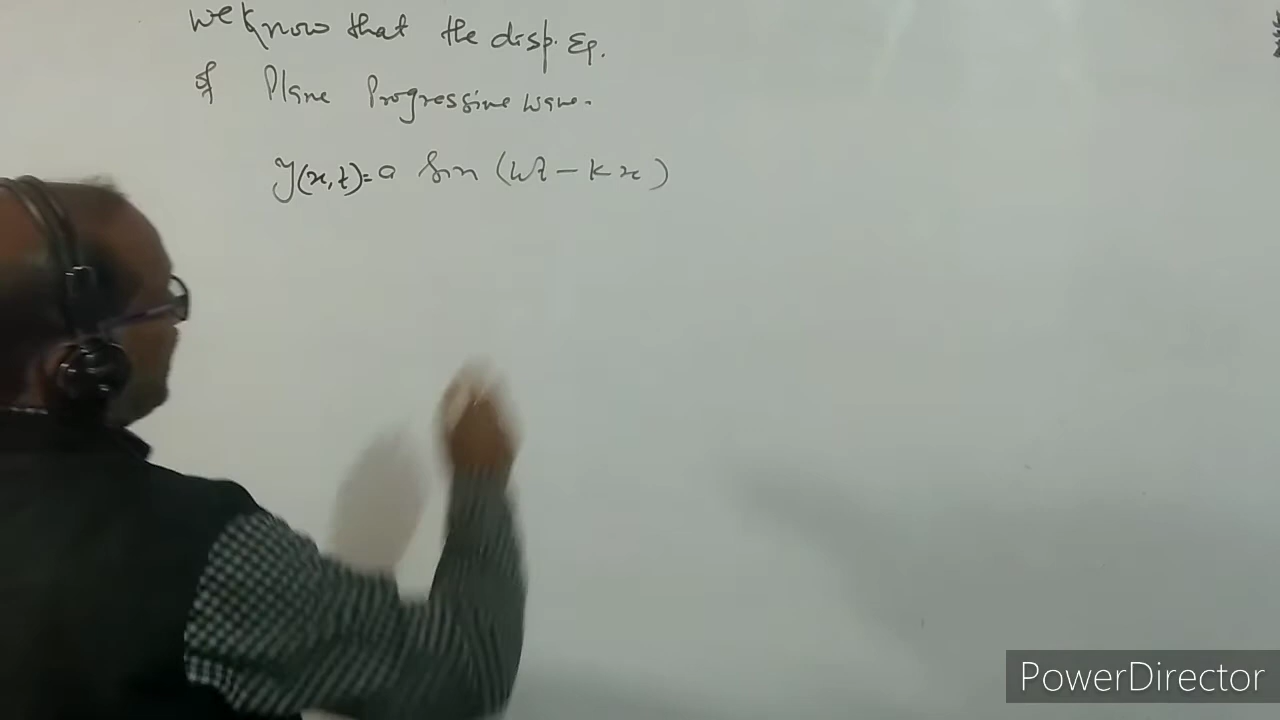 we know that the disp. Eq.
of Plane Progressive wave.
y(x,t)= a Sin (ωt - kx)
PowerDirector